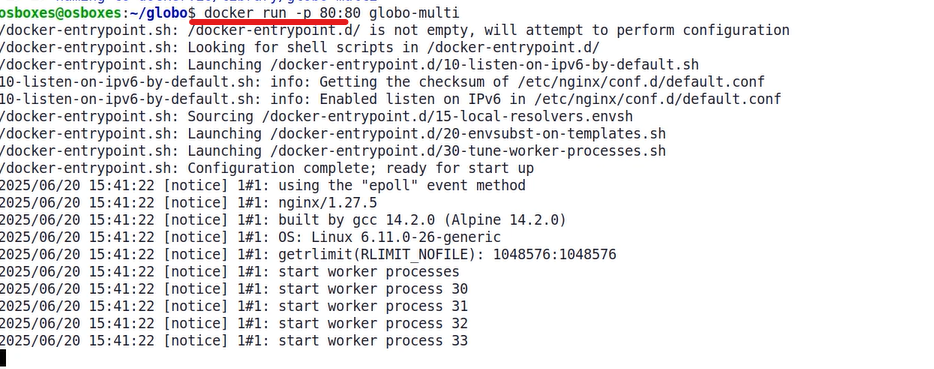 osboxes@osboxes:~/globo$ docker run -p 80:80 globo-multi
/docker-entrypoint.sh: /docker-entrypoint.d/ is not empty, will attempt to perform configuration
/docker-entrypoint.sh: Looking for shell scripts in /docker-entrypoint.d/
/docker-entrypoint.sh: Launching /docker-entrypoint.d/10-listen-on-ipv6-by-default.sh
10-listen-on-ipv6-by-default.sh: info: Getting the checksum of /etc/nginx/conf.d/default.conf
10-listen-on-ipv6-by-default.sh: info: Enabled listen on IPv6 in /etc/nginx/conf.d/default.conf
/docker-entrypoint.sh: Sourcing /docker-entrypoint.d/15-local-resolvers.envsh
/docker-entrypoint.sh: Launching /docker-entrypoint.d/20-envsubst-on-templates.sh
/docker-entrypoint.sh: Launching /docker-entrypoint.d/30-tune-worker-processes.sh
/docker-entrypoint.sh: Configuration complete; ready for start up
2025/06/20 15:41:22 [notice] 1#1: using the "epoll" event method
2025/06/20 15:41:22 [notice] 1#1: nginx/1.27.5
2025/06/20 15:41:22 [notice] 1#1: built by gcc 14.2.0 (Alpine 14.2.0)
2025/06/20 15:41:22 [notice] 1#1: OS: Linux 6.11.0-26-generic
2025/06/20 15:41:22 [notice] 1#1: getrlimit(RLIMIT_NOFILE): 1048576:1048576
2025/06/20 15:41:22 [notice] 1#1: start worker processes
2025/06/20 15:41:22 [notice] 1#1: start worker process 30
2025/06/20 15:41:22 [notice] 1#1: start worker process 31
2025/06/20 15:41:22 [notice] 1#1: start worker process 32
2025/06/20 15:41:22 [notice] 1#1: start worker process 33